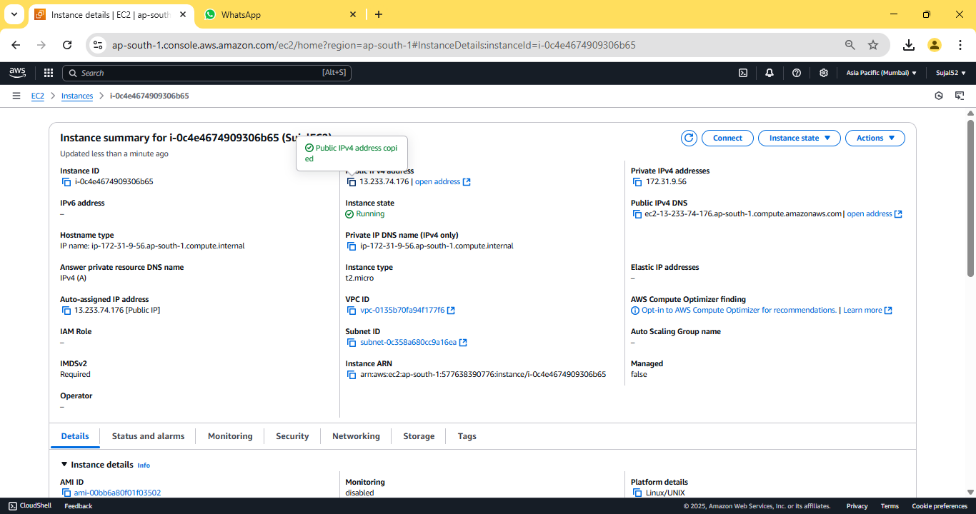 Instance details | EC2 | ap-south
WhatsApp
ap-south-1.console.aws.amazon.com/ec2/home?region=ap-south-1#InstanceDetails:instanceId=i-0c4e4674909306b65
aws
Search
[Alt+S]
Asia Pacific (Mumbai)
Sujal52
EC2 > Instances > i-0c4e4674909306b65
Instance summary for i-0c4e4674909306b65
Updated less than a minute ago
Connect
Instance state
Actions
Public IPv4 address copi
ed
Instance ID
i-0c4e4674909306b65
Public IPv4 address
13.233.74.176 | open address
Private IPv4 addresses
172.31.9.56
IPv6 address
–
Instance state
Running
Public IPv4 DNS
ec2-13-233-74-176.ap-south-1.compute.amazonaws.com | open address
Hostname type
IP name: ip-172-31-9-56.ap-south-1.compute.internal
Private IP DNS name (IPv4 only)
ip-172-31-9-56.ap-south-1.compute.internal
Answer private resource DNS name
IPv4 (A)
Instance type
t2.micro
Elastic IP addresses
–
Auto-assigned IP address
13.233.74.176 [Public IP]
VPC ID
vpc-0135b70fa94f177f6
AWS Compute Optimizer finding
Opt-in to AWS Compute Optimizer for recommendations. | Learn more
IAM Role
–
Subnet ID
subnet-0c358a680cc9a16ea
Auto Scaling Group name
–
IMDSv2
Required
Instance ARN
arn:aws:ec2:ap-south-1:577638390776:instance/i-0c4e4674909306b65
Managed
false
Operator
–
Details
Status and alarms
Monitoring
Security
Networking
Storage
Tags
Instance details Info
AMI ID
ami-00bb6a80f01f03502
Monitoring
disabled
Platform details
Linux/UNIX
CloudShell
Feedback
© 2025, Amazon Web Services, Inc. or its affiliates.
Privacy
Terms
Cookie preferences